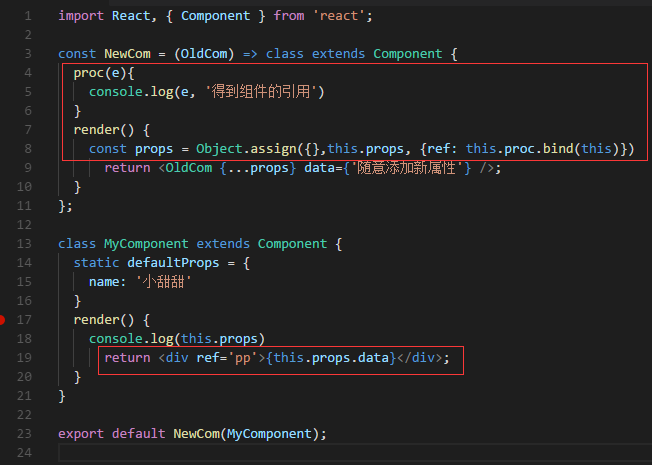 1 import React, { Component } from 'react';
2
3 const NewCom = (OldCom) => class extends Component {
4 proc(e){
5 console.log(e, '得到组件的引用')
6 }
7 render() {
8 const props = Object.assign({},this.props, {ref: this.proc.bind(this)})
9 return <OldCom {...props} data={'随意添加新属性'} />;
10 }
11 };
12
13 class MyComponent extends Component {
14 static defaultProps = {
15 name: '小甜甜'
16 }
17 render() {
18 console.log(this.props)
19 return <div ref='pp'>{this.props.data}</div>;
20 }
21 }
22
23 export default NewCom(MyComponent);
24